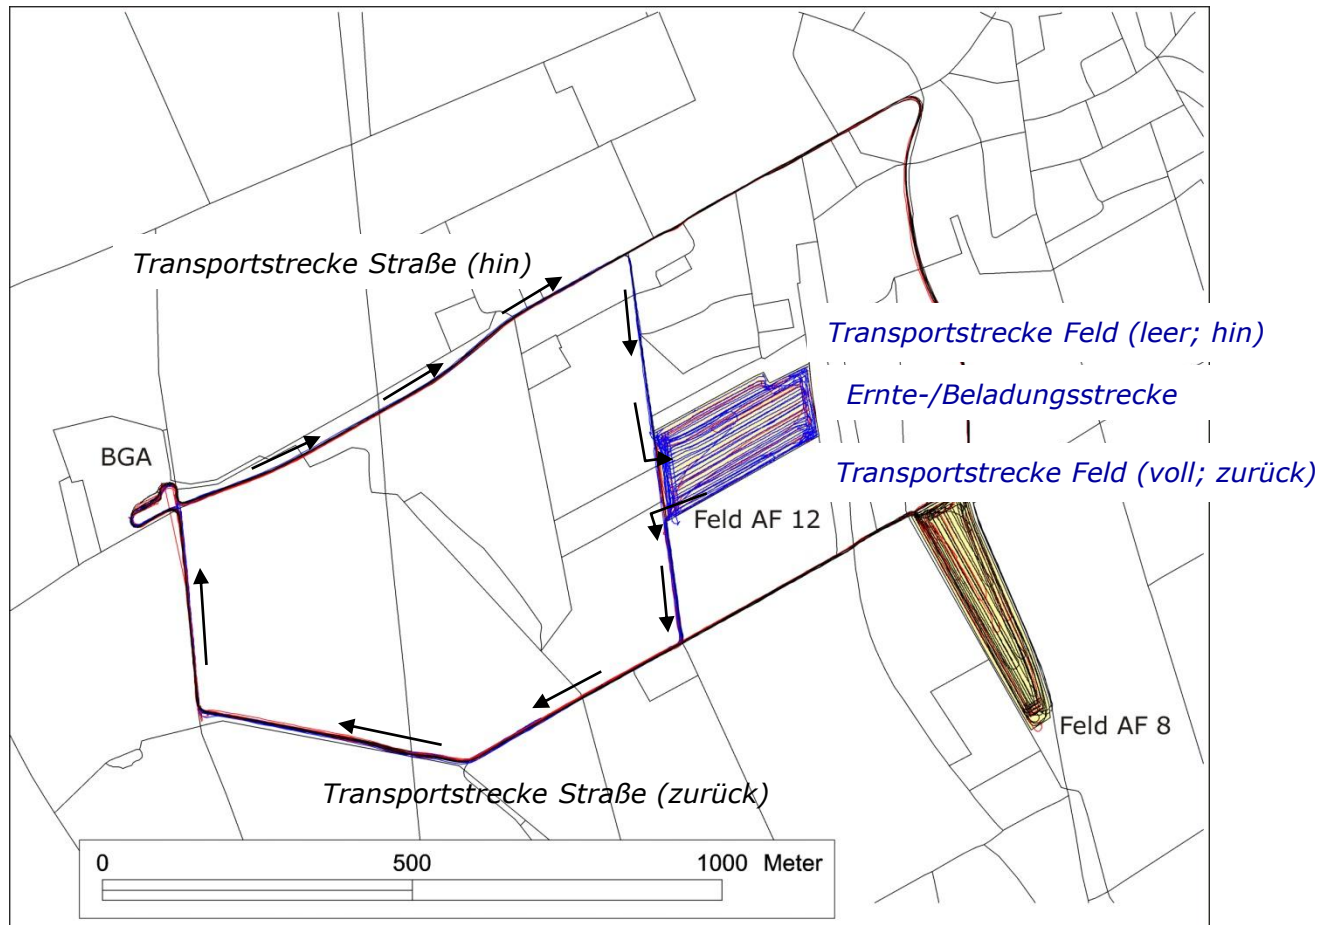 Transportstrecke Straße (hin)
Transportstrecke Feld (leer; hin)
Ernte-/Beladungsstrecke
BGA
Transportstrecke Feld (voll; zurück)
Feld AF 12
Feld AF 8
Transportstrecke Straße (zurück)
0 500 1000 Meter